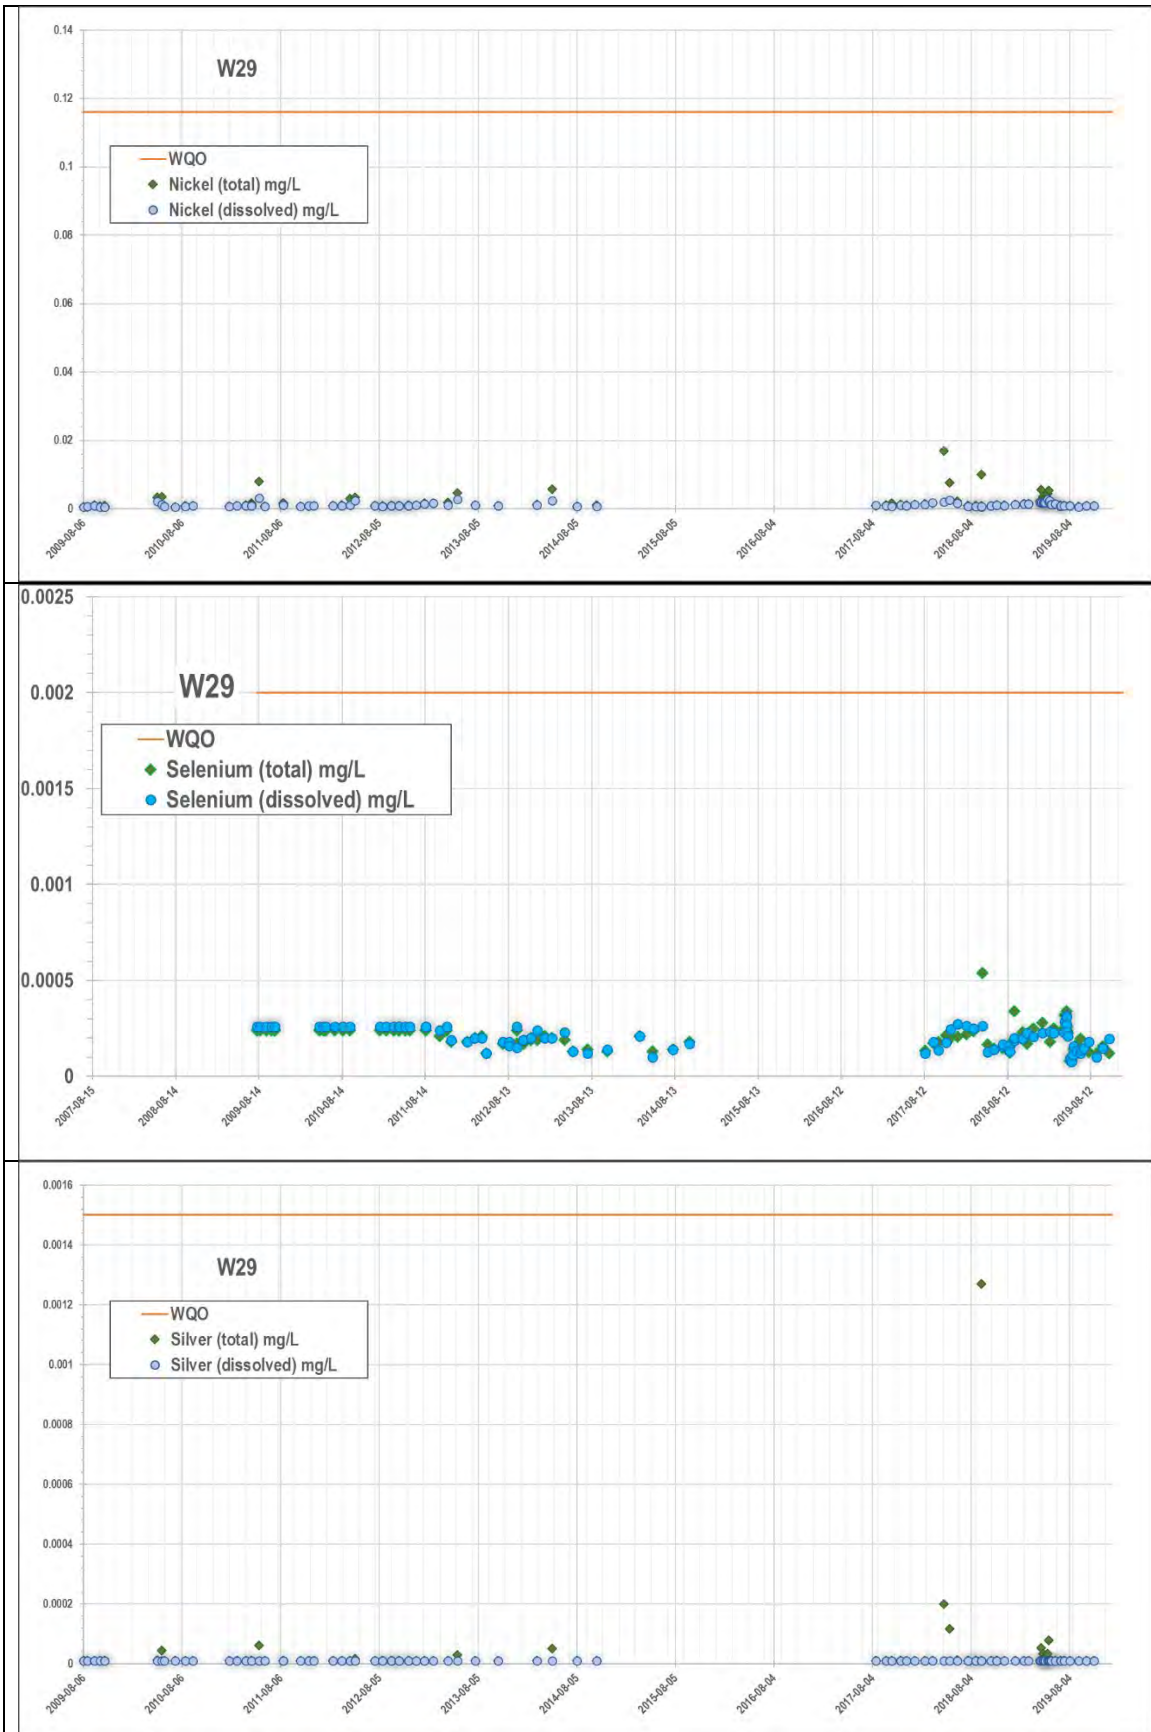 0.14
W29
0.12
WQO
Nickel (total) mg/L
Nickel (dissolved) mg/L
0.1
0.08
0.06
0.04
0.02
0
2009-08-06 2010-08-06 2011-08-06 2012-08-05 2013-08-05 2014-08-05 2015-08-05 2016-08-04 2017-08-04 2018-08-04 2019-08-04
0.0025
0.002
W29
WQO
Selenium (total) mg/L
Selenium (dissolved) mg/L
0.0015
0.001
0.0005
0
2007-08-15 2008-08-14 2009-08-14 2010-08-14 2011-08-14 2012-08-13 2013-08-13 2014-08-13 2015-08-13 2016-08-12 2017-08-12 2018-08-12 2019-08-12
0.0016
0.0014
W29
0.0012
WQO
Silver (total) mg/L
Silver (dissolved) mg/L
0.001
0.0008
0.0006
0.0004
0.0002
0
2009-08-06 2010-08-06 2011-08-06 2012-08-05 2013-08-05 2014-08-05 2015-08-05 2016-08-04 2017-08-04 2018-08-04 2019-08-04